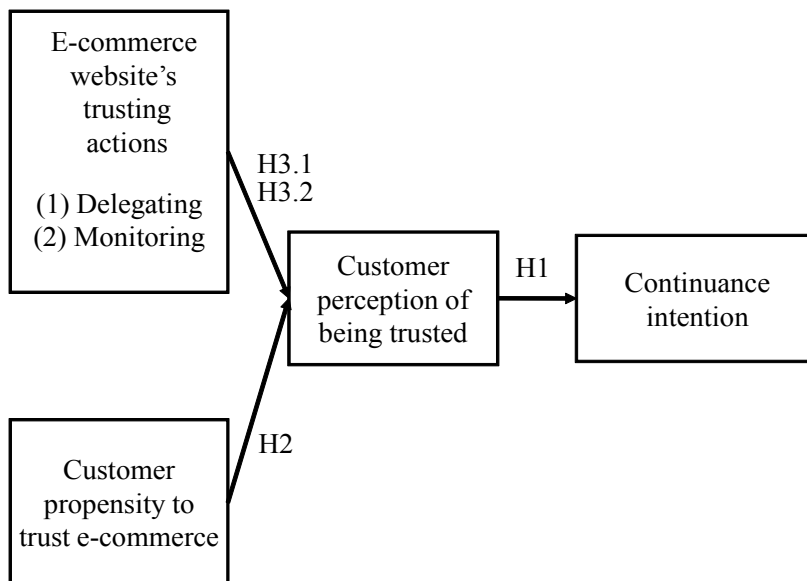 E-commerce
website’s
trusting
actions
(1) Delegating
(2) Monitoring
H3.1
H3.2
Customer
perception of
being trusted
H1
Continuance
intention
H2
Customer
propensity to
trust e-commerce